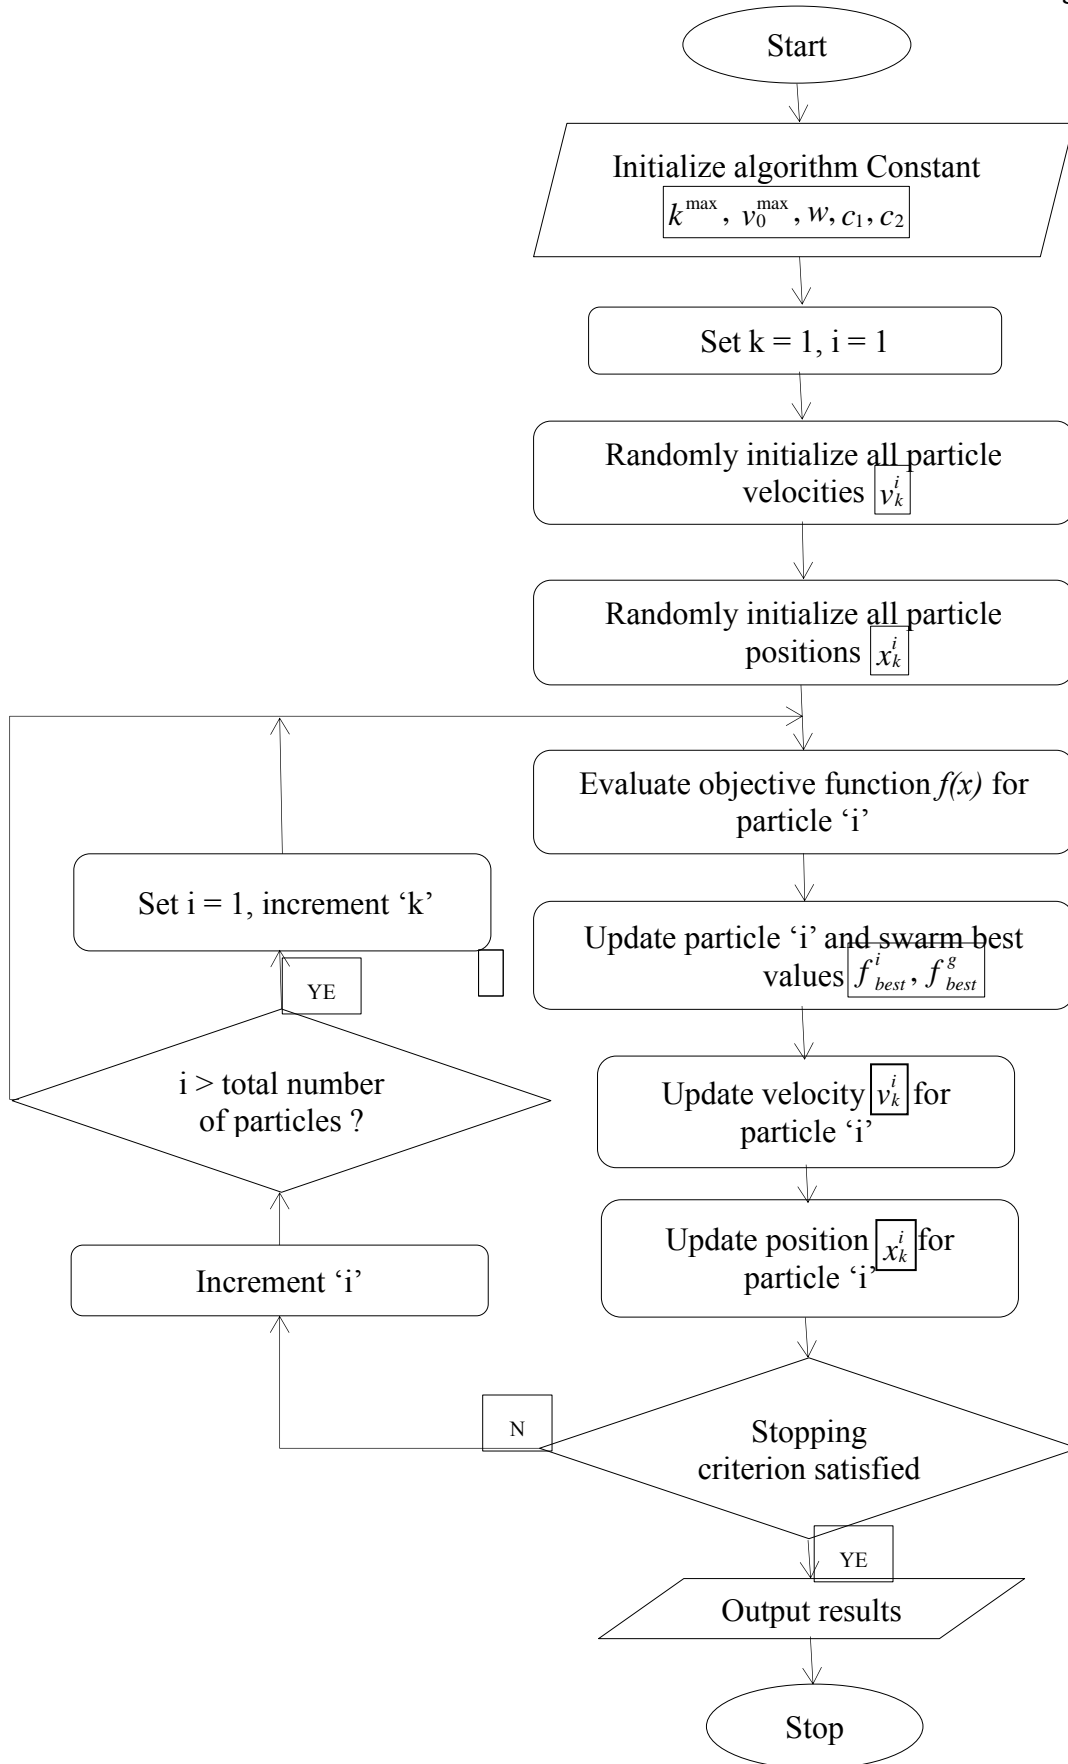 Start
Initialize algorithm Constant
k^max, v_0^max, w, c_1, c_2
Set k = 1, i = 1
Randomly initialize all particle
velocities v_k^i
Randomly initialize all particle
positions x_k^i
Evaluate objective function f(x) for
particle ‘i’
Update particle ‘i’ and swarm best
values f_best^i, f_best^g
Update velocity v_k^i for
particle ‘i’
Update position x_k^i for
particle ‘i’
Stopping
criterion satisfied
N
Increment ‘i’
i > total number
of particles ?
YE
Set i = 1, increment ‘k’
YE
Output results
Stop